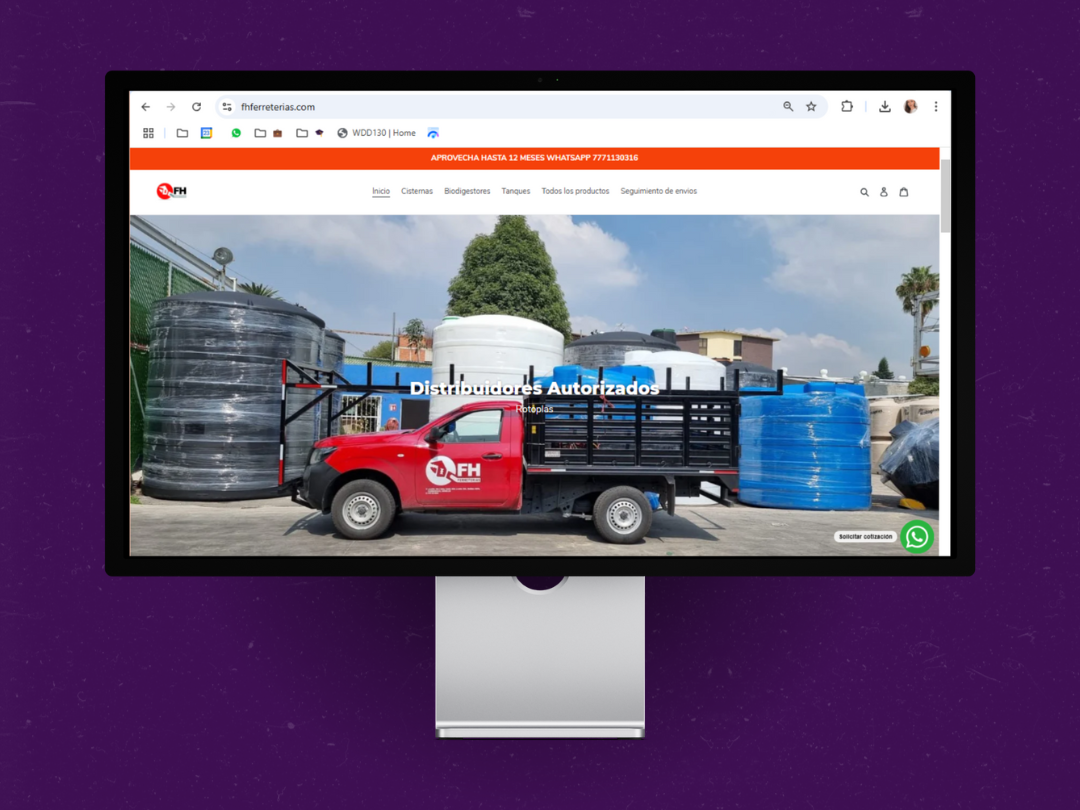 fhferreterias.com
WDD130 | Home
APROVECHA HASTA 12 MESES WHATSAPP 7771130316
FH
Inicio Cisternas Biodigestores Tanques Todos los productos Seguimiento de envios
Distribuidores Autorizados
Rotoplas
FH
Solicitar cotización